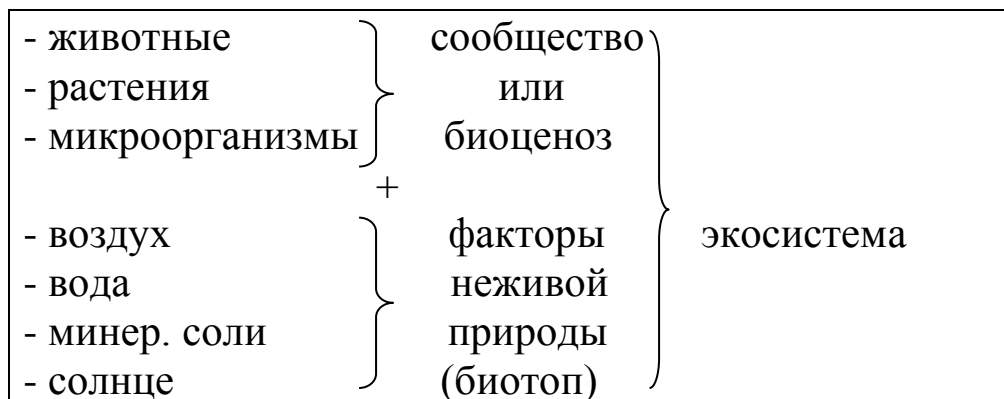 - животные сообщество
- растения или
- микроорганизмы биоценоз
+
- воздух факторы экосистема
- вода неживой
- минер. соли природы
- солнце (биотоп)